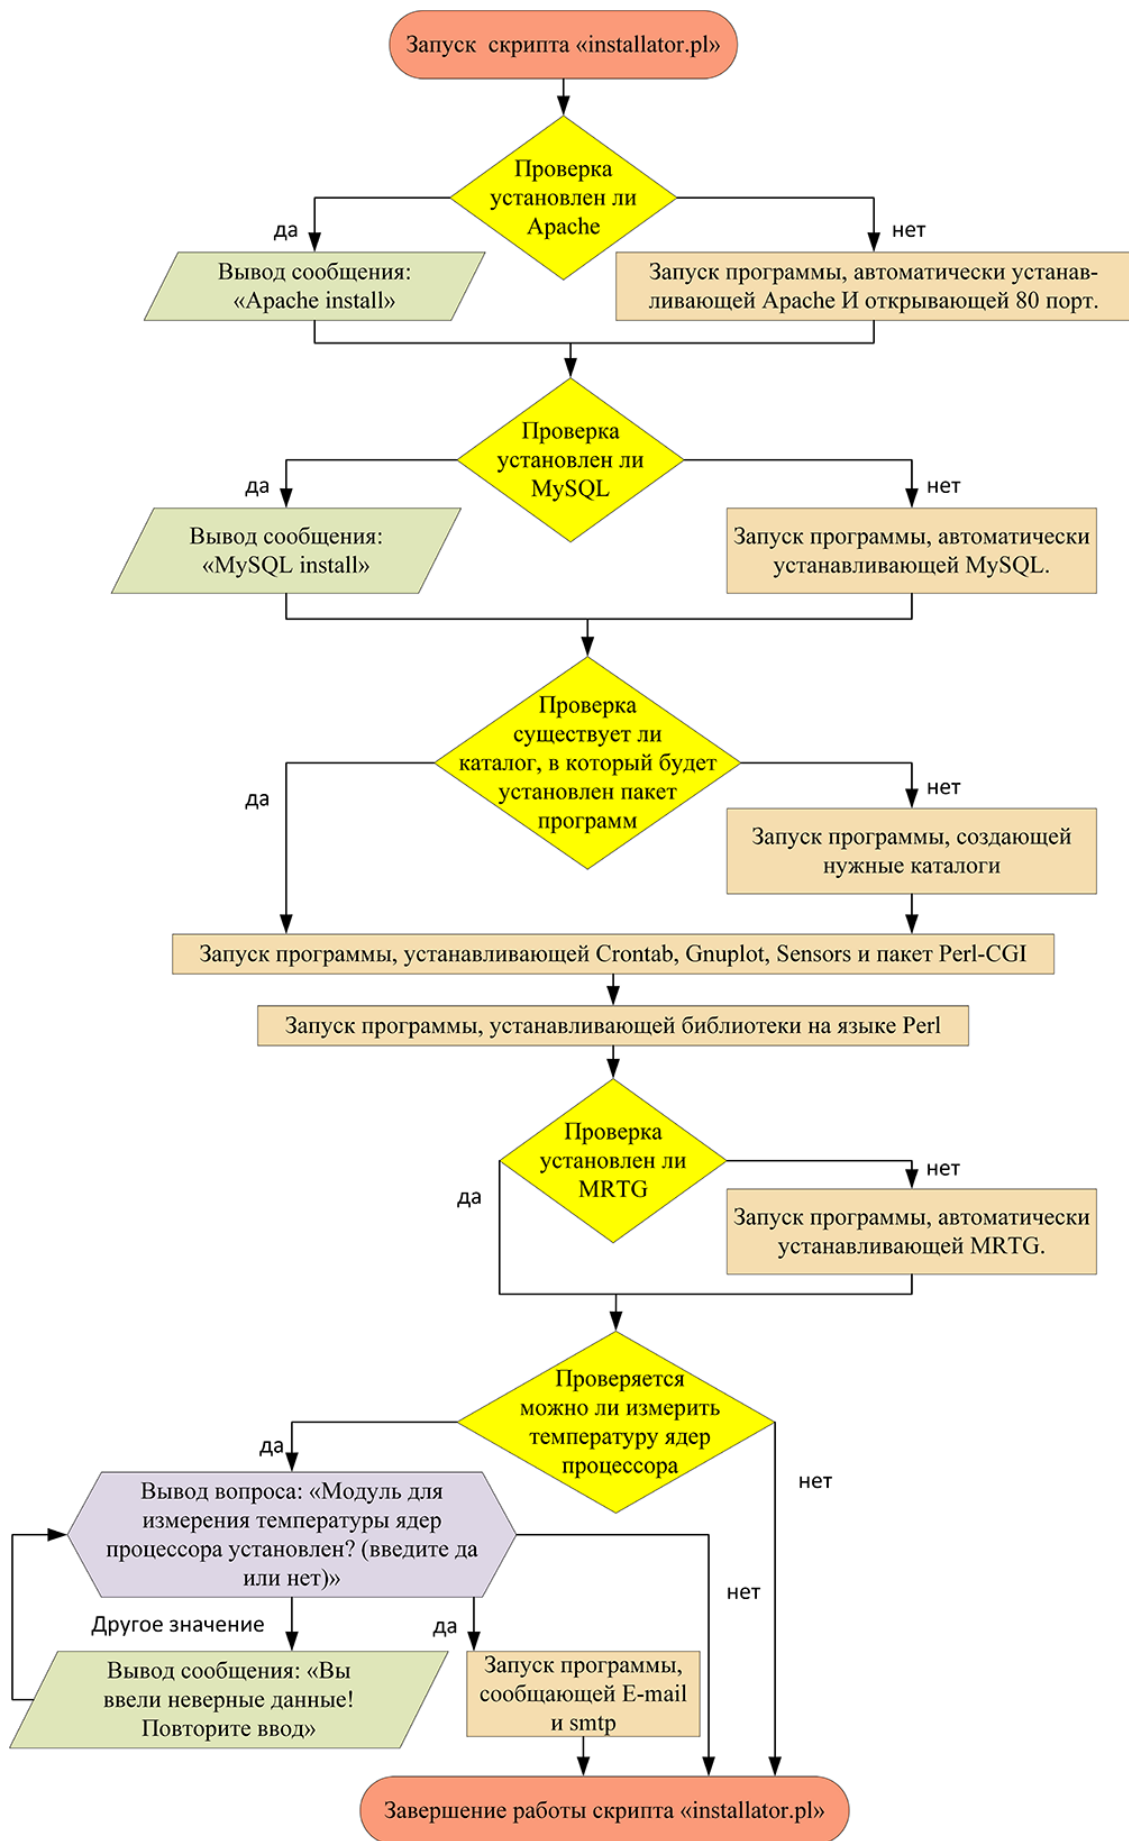 Запуск скрипта «installator.pl»
Проверка
установлен ли
Apache
да
нет
Вывод сообщения:
«Apache install»
Запуск программы, автоматически устанав-
ливающей Apache И открывающей 80 порт.
Проверка
установлен ли
MySQL
да
нет
Вывод сообщения:
«MySQL install»
Запуск программы, автоматически
устанавливающей MySQL.
Проверка
существует ли
каталог, в который будет
установлен пакет
программ
да
нет
Запуск программы, создающей
нужные каталоги
Запуск программы, устанавливающей Crontab, Gnuplot, Sensors и пакет Perl-CGI
Запуск программы, устанавливающей библиотеки на языке Perl
Проверка
установлен ли
MRTG
да
нет
Запуск программы, автоматически
устанавливающей MRTG.
Проверяется
можно ли измерить
температуру ядер
процессора
да
нет
Вывод вопроса: «Модуль для
измерения температуры ядер
процессора установлен? (введите да
или нет)»
Другое значение
да
нет
Вывод сообщения: «Вы
ввели неверные данные!
Повторите ввод»
Запуск программы,
сообщающей E-mail
и smtp
Завершение работы скрипта «installator.pl»